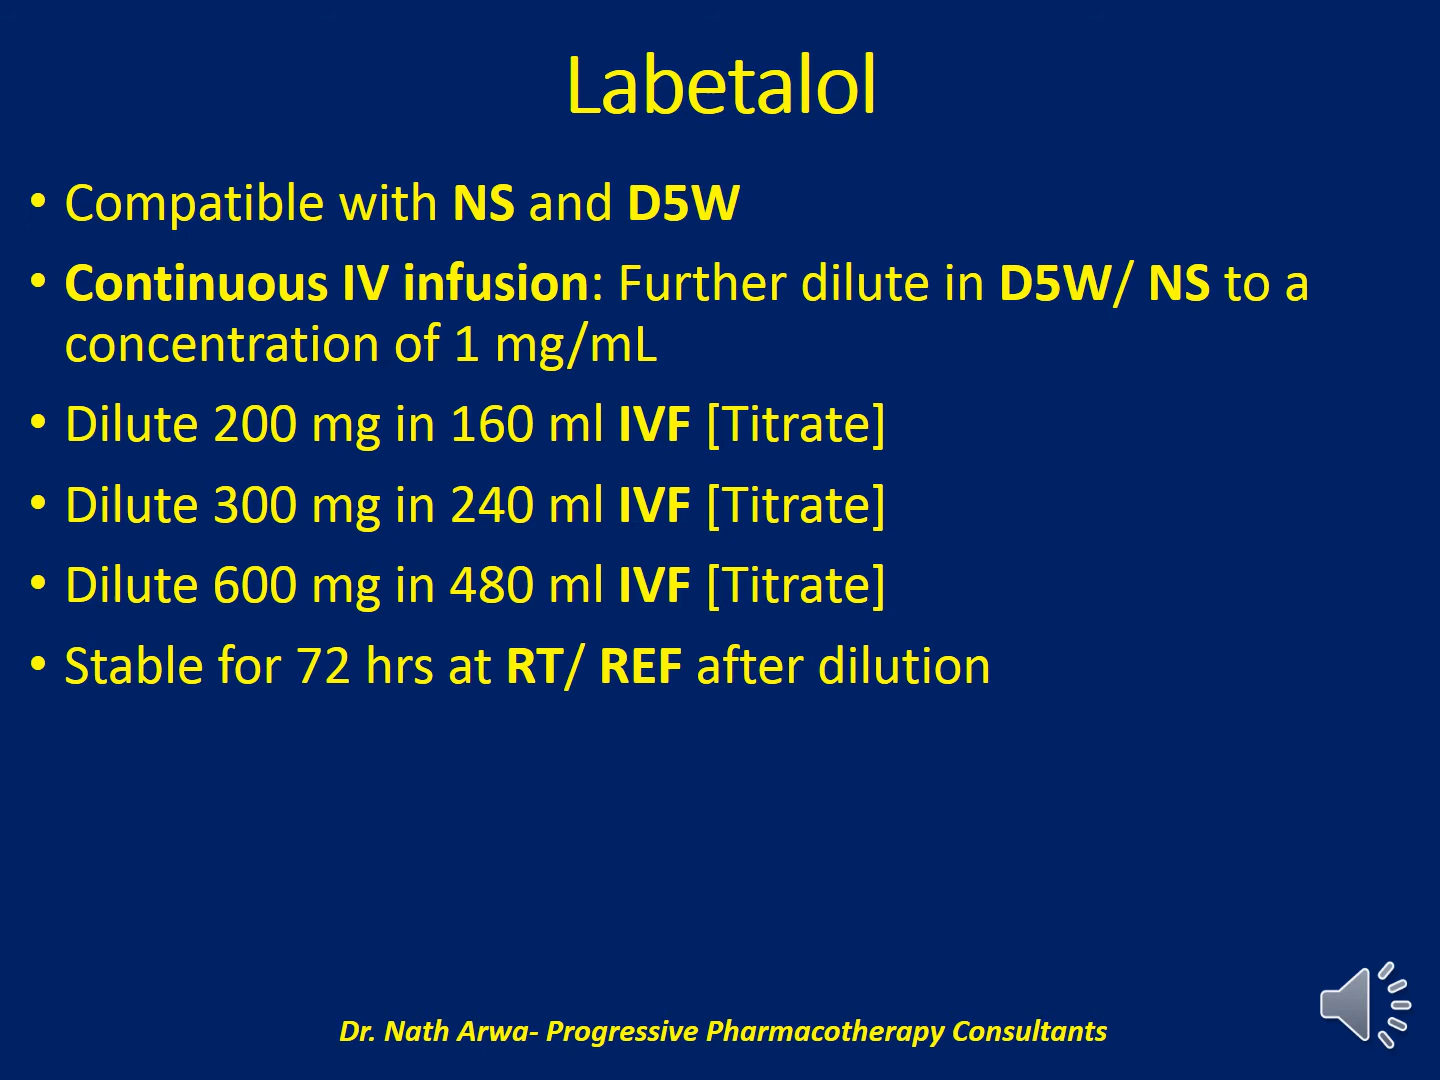 Labetalol
• Compatible with NS and D5W
• Continuous IV infusion: Further dilute in D5W/ NS to a
concentration of 1 mg/mL
• Dilute 200 mg in 160 ml IVF [Titrate]
• Dilute 300 mg in 240 ml IVF [Titrate]
• Dilute 600 mg in 480 ml IVF [Titrate]
• Stable for 72 hrs at RT/ REF after dilution
Dr. Nath Arwa- Progressive Pharmacotherapy Consultants